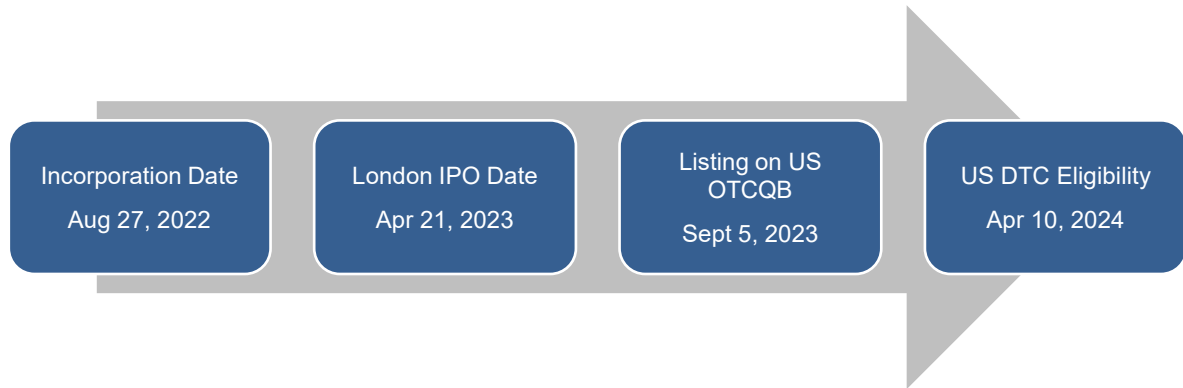 Incorporation Date
Aug 27, 2022
London IPO Date
Apr 21, 2023
Listing on US
OTCQB
Sept 5, 2023
US DTC Eligibility
Apr 10, 2024